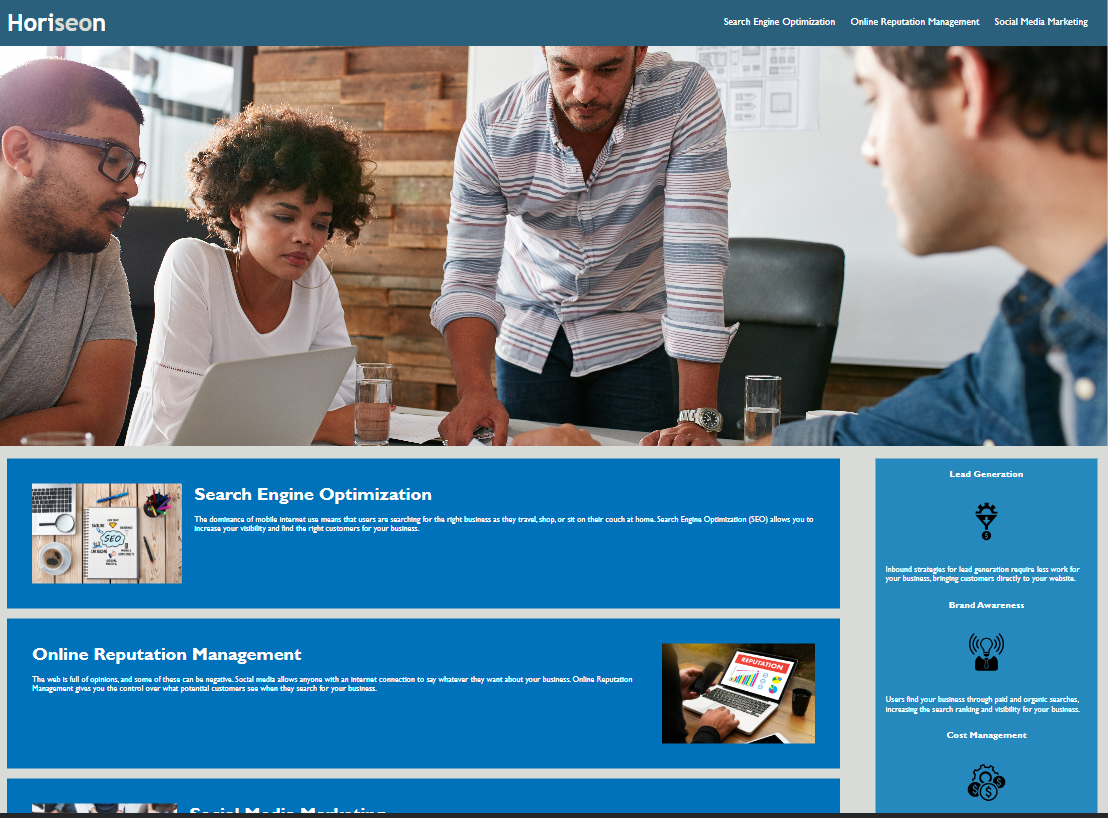 Horiseon
Search Engine Optimization
Online Reputation Management
Social Media Marketing
Search Engine Optimization
The dominance of mobile internet use means that users are searching for the right business as they travel, shop, or sit on their couch at home. Search Engine Optimization (SEO) allows you to
increase your visibility and find the right customers for your business.
SEO
Online Reputation Management
The web is full of opinions, and some of these can be negative. Social media allows anyone with an internet connection to say whatever they want about your business. Online Reputation
Management gives you the control over what potential customers see when they search for your business.
REPUTATION
Social Media Marketing
Lead Generation
Inbound strategies for lead generation require less work for
your business, bringing customers directly to your website.
Brand Awareness
Users find your business through paid and organic searches,
increasing the search ranking and visibility for your business.
Cost Management